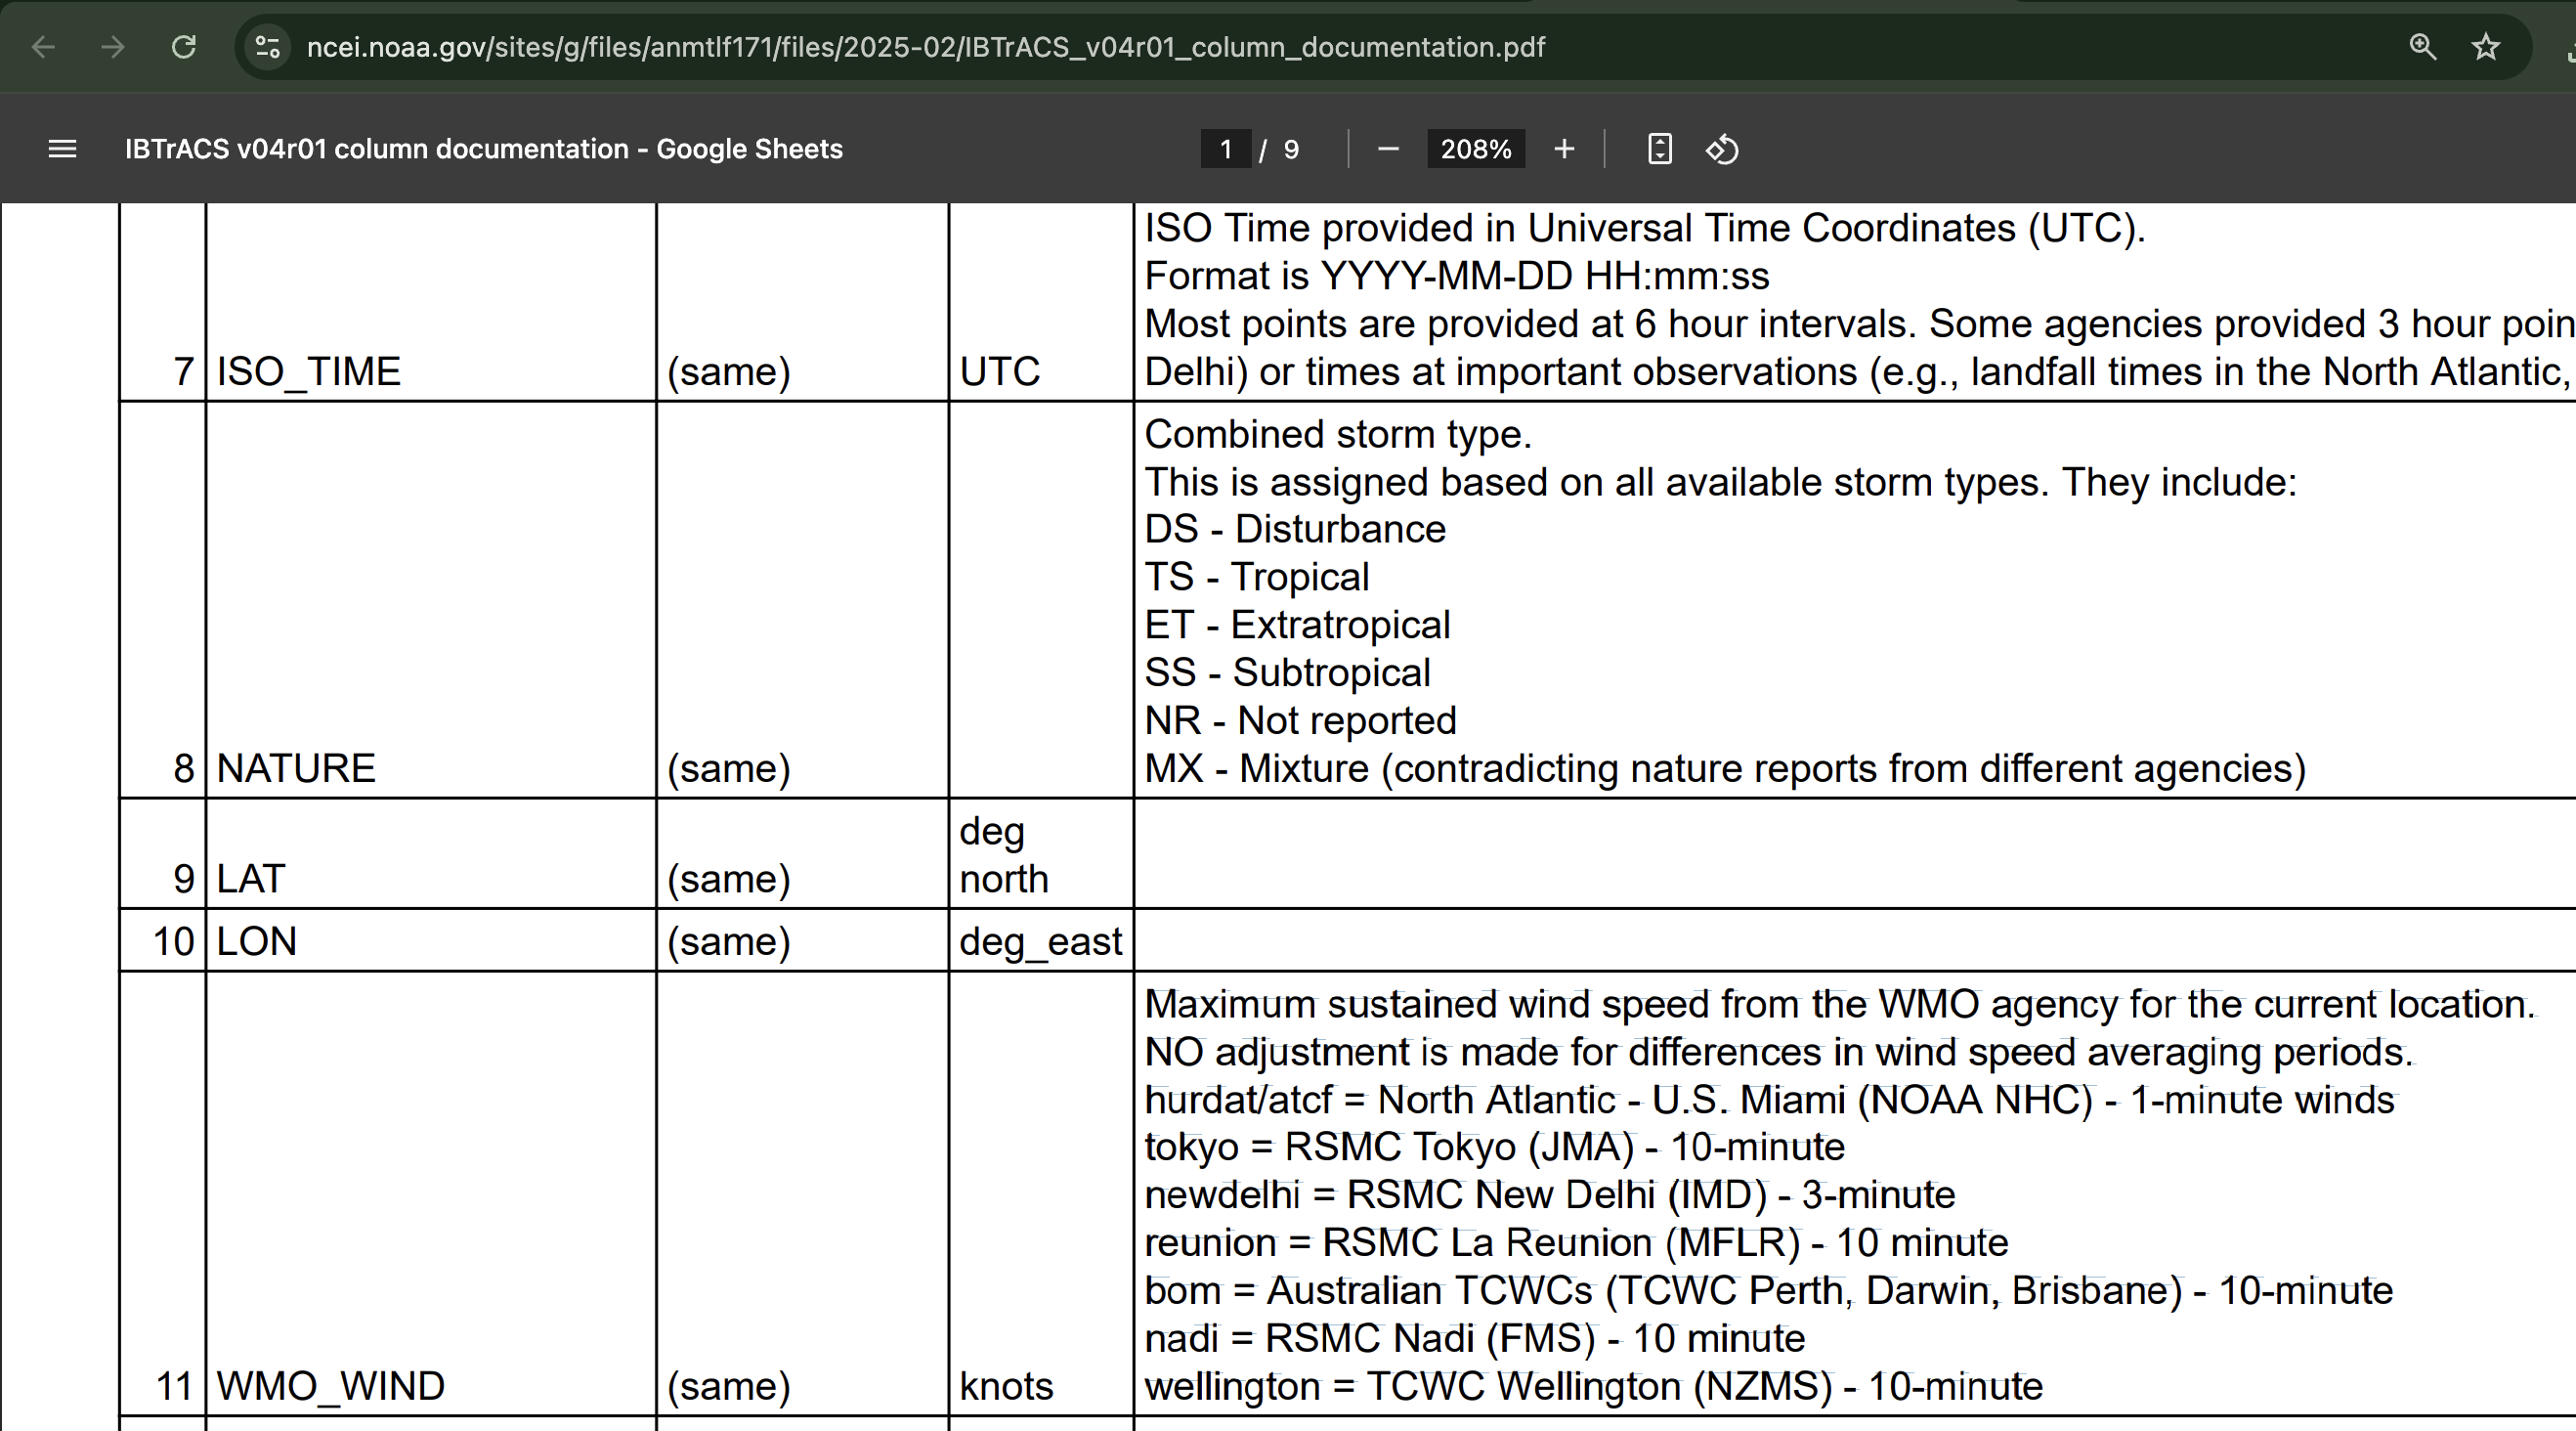 ncei.noaa.gov/sites/g/files/anmtlf171/files/2025-02/IBTrACS_v04r01_column_documentation.pdf
IBTrACS v04r01 column documentation - Google Sheets
1 / 9
208%
ISO Time provided in Universal Time Coordinates (UTC).
Format is YYYY-MM-DD HH:mm:ss
Most points are provided at 6 hour intervals. Some agencies provided 3 hour poin
7 ISO_TIME (same) UTC Delhi) or times at important observations (e.g., landfall times in the North Atlantic,
Combined storm type.
This is assigned based on all available storm types. They include:
DS - Disturbance
TS - Tropical
ET - Extratropical
SS - Subtropical
NR - Not reported
8 NATURE (same) MX - Mixture (contradicting nature reports from different agencies)
deg
9 LAT (same) north
10 LON (same) deg_east
Maximum sustained wind speed from the WMO agency for the current location.
NO adjustment is made for differences in wind speed averaging periods.
hurdat/atcf = North Atlantic - U.S. Miami (NOAA NHC) - 1-minute winds
tokyo = RSMC Tokyo (JMA) - 10-minute
newdelhi = RSMC New Delhi (IMD) - 3-minute
reunion = RSMC La Reunion (MFLR) - 10 minute
bom = Australian TCWCs (TCWC Perth, Darwin, Brisbane) - 10-minute
nadi = RSMC Nadi (FMS) - 10 minute
11 WMO_WIND (same) knots wellington = TCWC Wellington (NZMS) - 10-minute